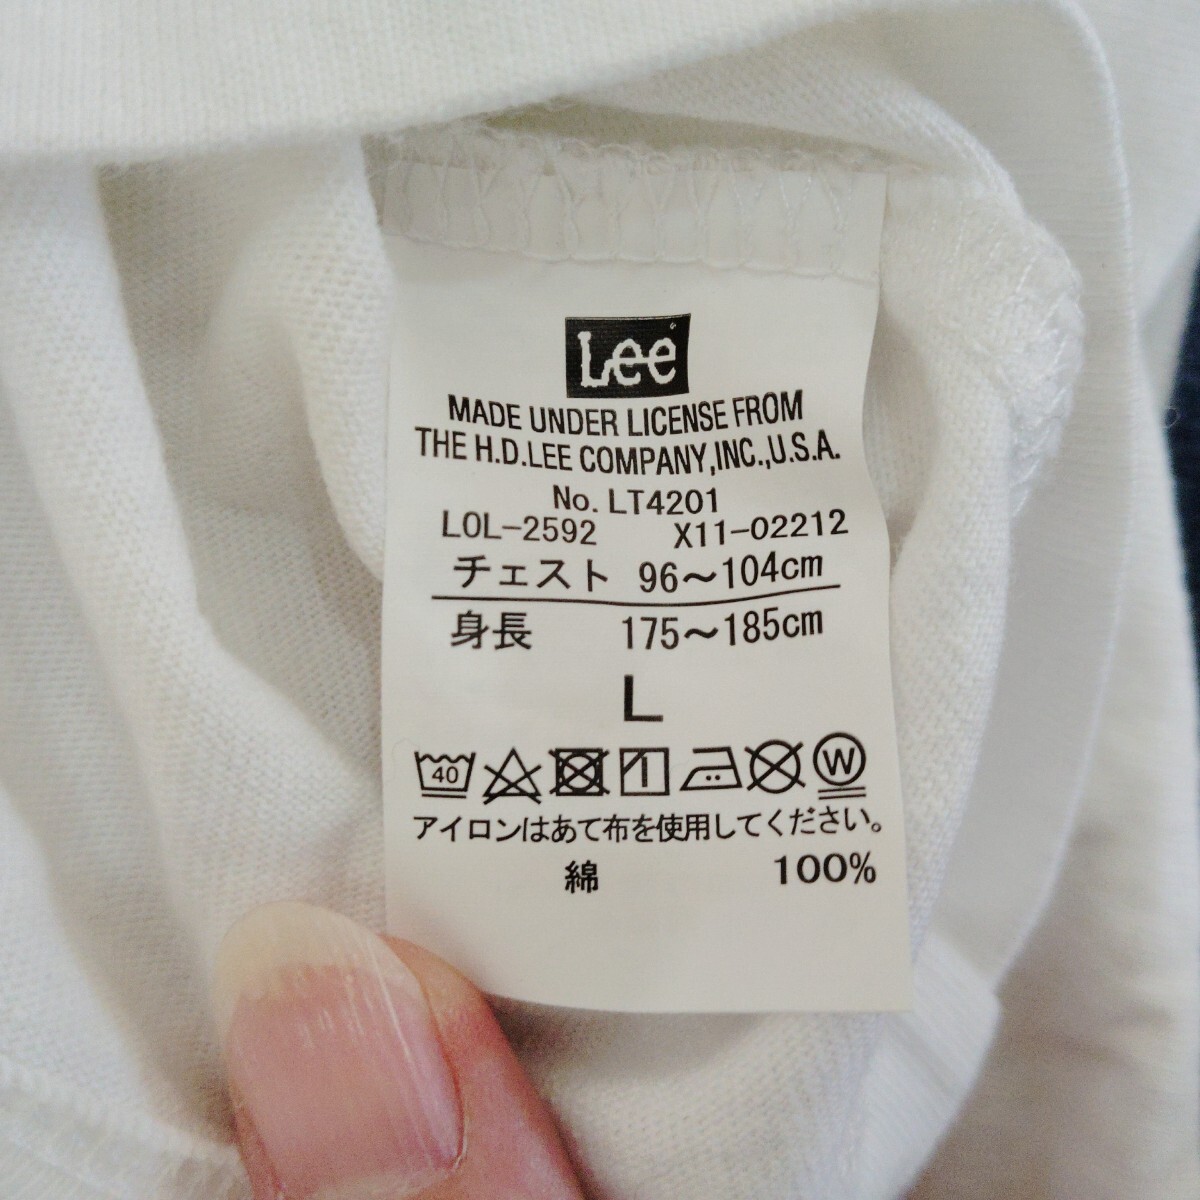 Lee
MADE UNDER LICENSE FROM
THE H.D.LEE COMPANY,INC.,U.S.A.
No. LT4201
LOL-2592 X11-02212
チェスト 96～104cm
身長 175～185cm
L
40 W
アイロンはあて布を使用してください。
綿 100%